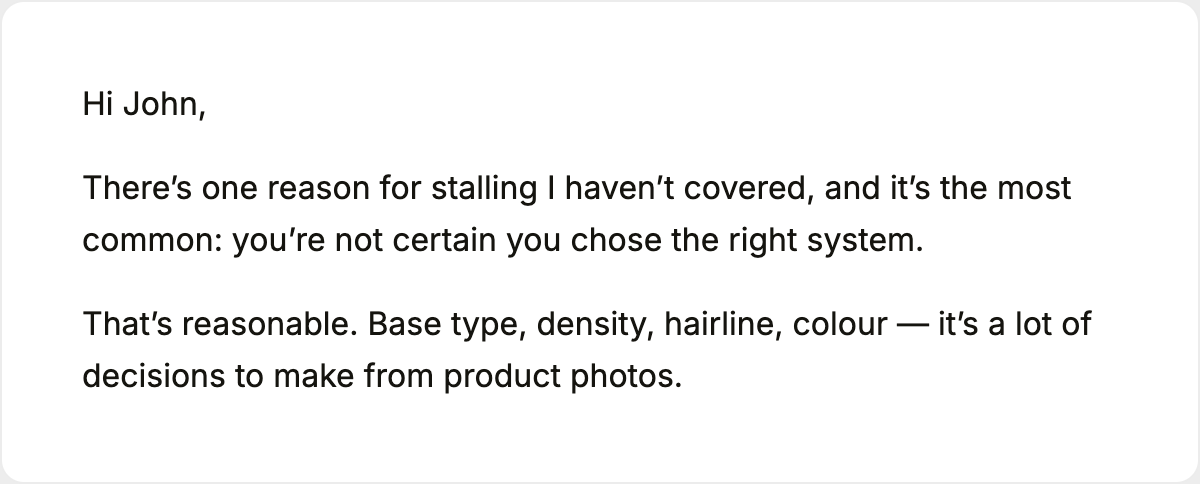 Hi John,
There’s one reason for stalling I haven’t covered, and it’s the most
common: you’re not certain you chose the right system.
That’s reasonable. Base type, density, hairline, colour — it’s a lot of
decisions to make from product photos.